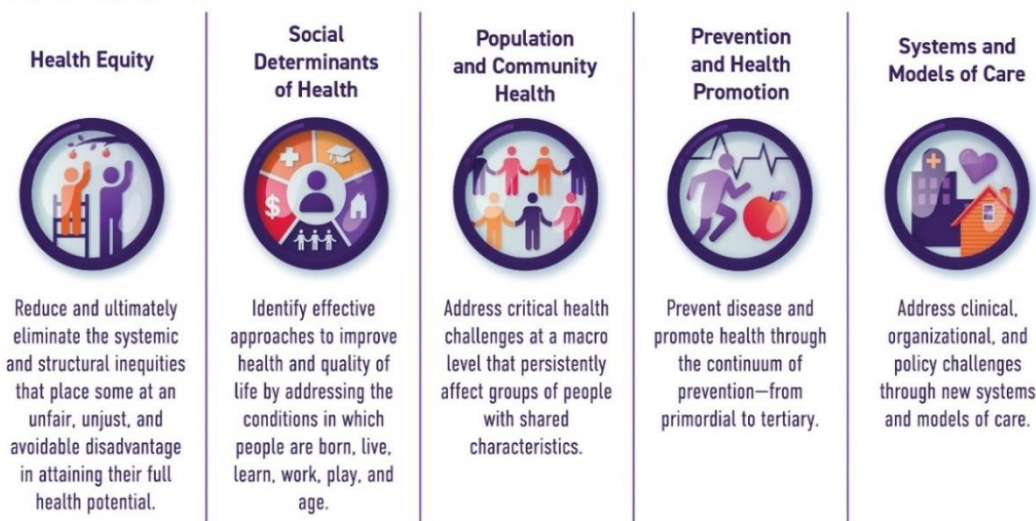 Health Equity
Reduce and ultimately
eliminate the systemic
and structural inequities
that place some at an
unfair, unjust, and
avoidable disadvantage
in attaining their full
health potential.
Social
Determinants
of Health
$
Identify effective
approaches to improve
health and quality of
life by addressing the
conditions in which
people are born, live,
learn, work, play, and
age.
Population
and Community
Health
Address critical health
challenges at a macro
level that persistently
affect groups of people
with shared
characteristics.
Prevention
and Health
Promotion
Prevent disease and
promote health through
the continuum of
prevention—from
primordial to tertiary.
Systems and
Models of Care
Address clinical,
organizational, and
policy challenges
through new systems
and models of care.